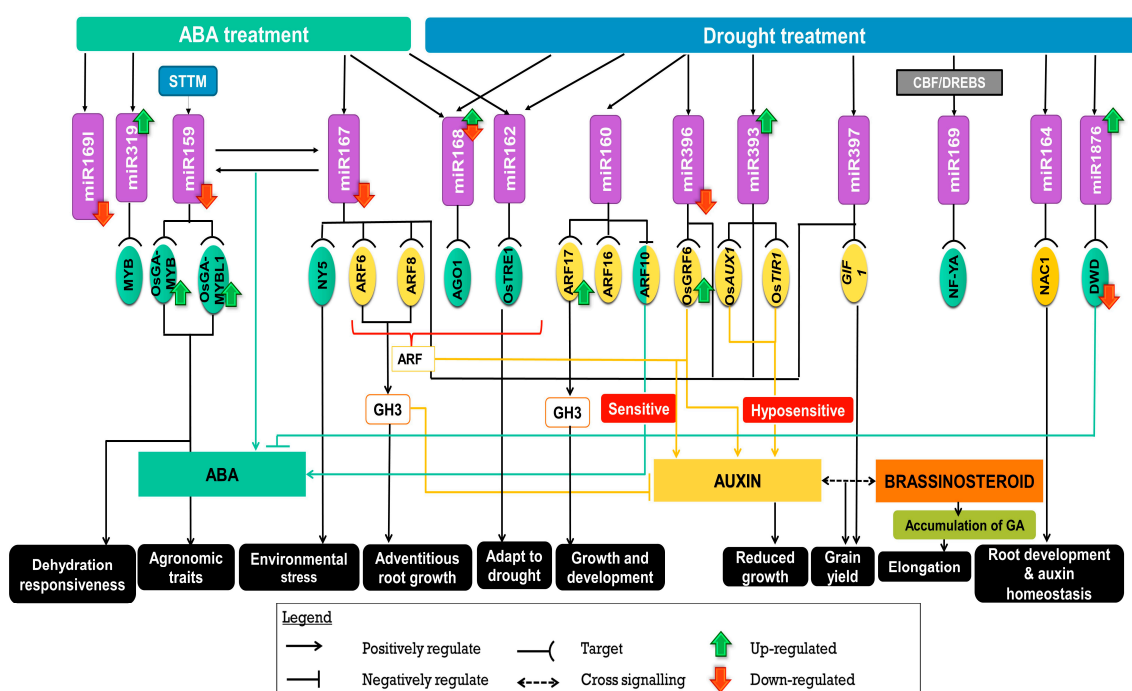 ABA treatment
Drought treatment
STTM
CBF/DREBS
miR169l
miR319
miR159
miR167
miR168
miR162
miR160
miR396
miR393
miR397
miR169
miR164
miR1876
MYB
OsGA-
MYB
OsGA-
MYBL1
NY5
ARF6
ARF8
AGO1
OsTRE1
ARF17
ARF16
ARF10
OsGRF6
OsAUX1
OsTIR1
GIF
1
NF-YA
NAC1
DWD
ARF
GH3
GH3
Sensitive
Hyposensitive
ABA
AUXIN
BRASSINOSTEROID
Accumulation of GA
Dehydration
responsiveness
Agronomic
traits
Environmental
stress
Adventitious
root growth
Adapt to
drought
Growth and
development
Reduced
growth
Grain
yield
Elongation
Root development
& auxin
homeostasis
Legend
Positively regulate
Target
Up-regulated
Negatively regulate
Cross signalling
Down-regulated